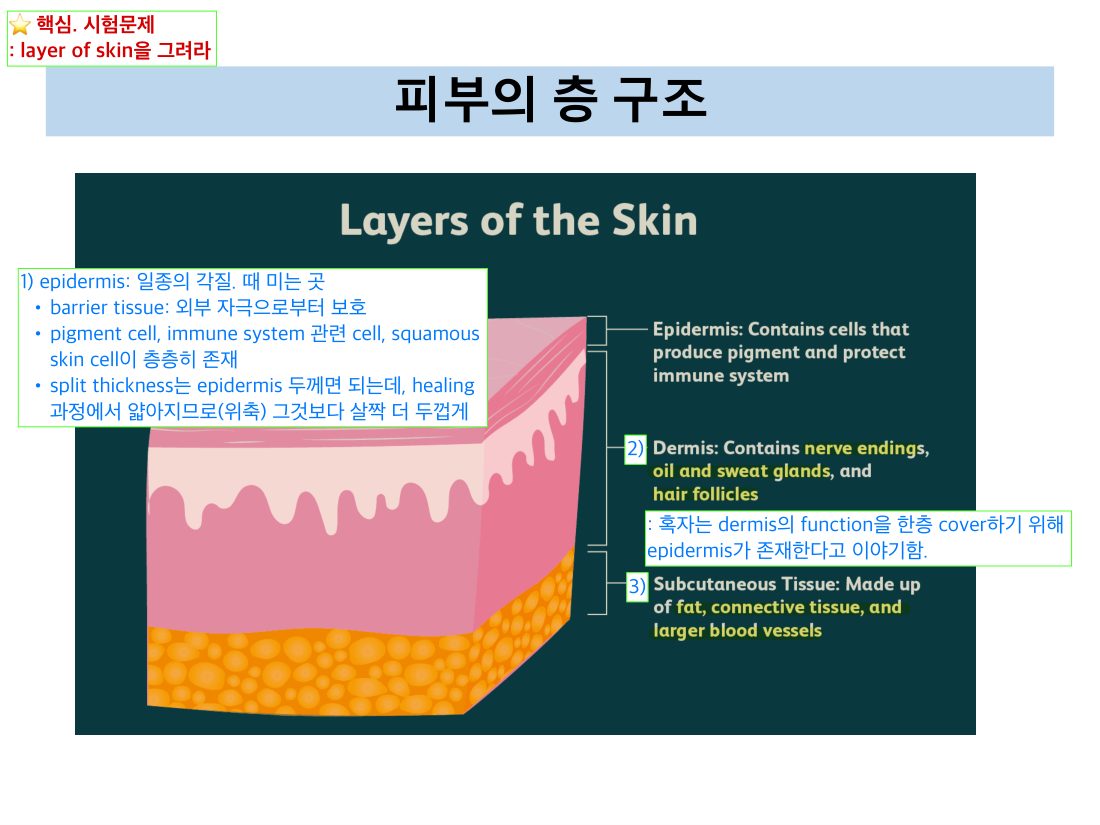 ⭐ 핵심. 시험문제
: layer of skin을 그려라
피부의 층 구조
Layers of the Skin
1) epidermis: 일종의 각질. 때 미는 곳
• barrier tissue: 외부 자극으로부터 보호
• pigment cell, immune system 관련 cell, squamous
skin cell이 층층히 존재
• split thickness는 epidermis 두께면 되는데, healing
과정에서 얇아지므로(위축) 그것보다 살짝 더 두껍게
Epidermis: Contains cells that
produce pigment and protect
immune system
2) Dermis: Contains nerve endings,
oil and sweat glands, and
hair follicles
: 혹자는 dermis의 function을 한층 cover하기 위해
epidermis가 존재한다고 이야기함.
3) Subcutaneous Tissue: Made up
of fat, connective tissue, and
larger blood vessels